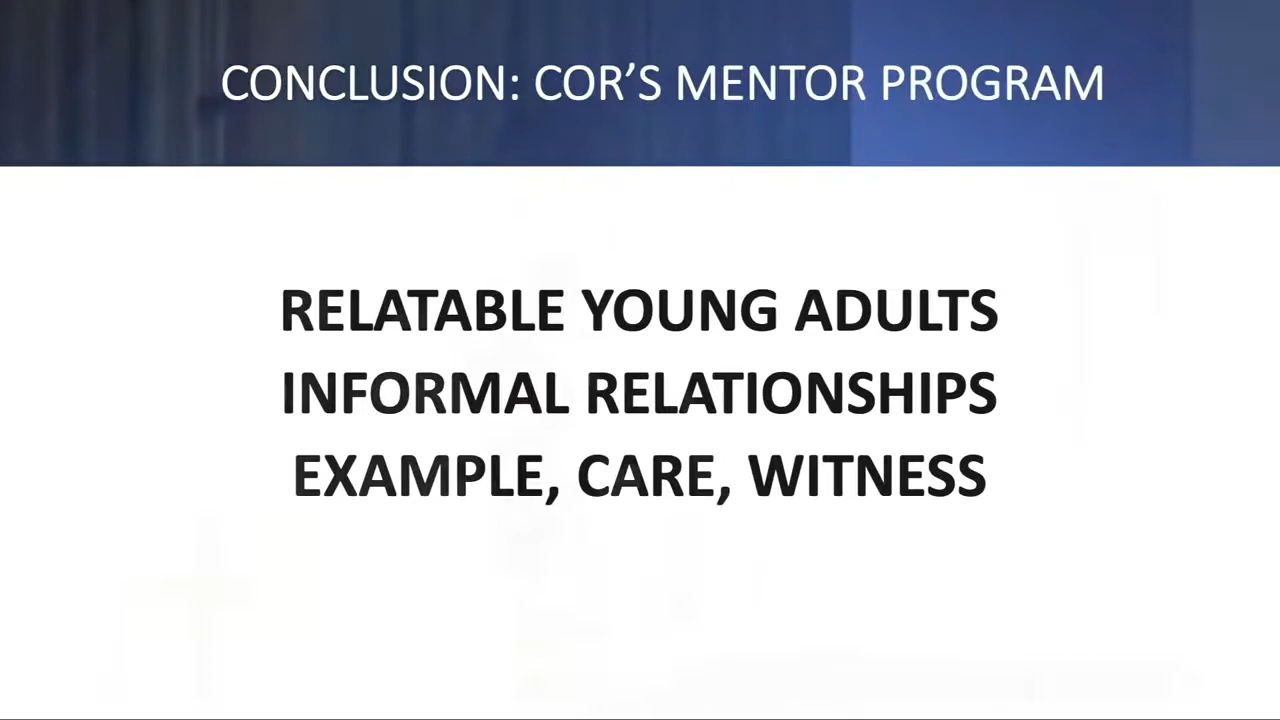 CONCLUSION: COR’S MENTOR PROGRAM
RELATABLE YOUNG ADULTS
INFORMAL RELATIONSHIPS
EXAMPLE, CARE, WITNESS